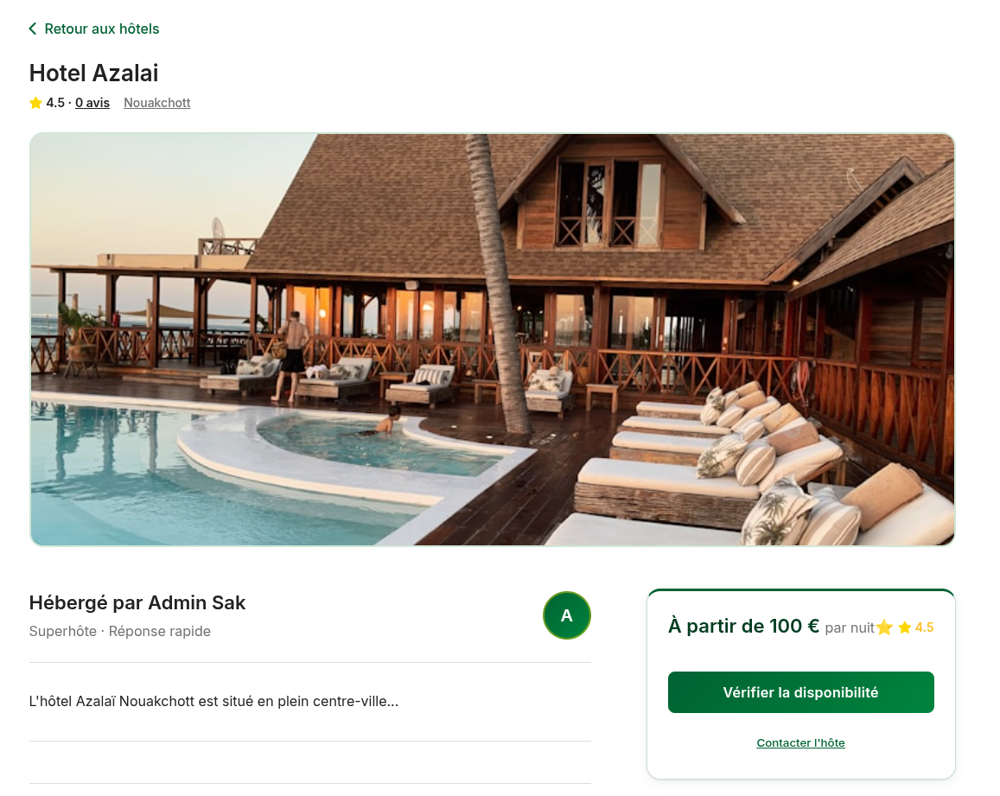 Retour aux hôtels
Hotel Azalai
4.5 · 0 avis Nouakchott
Hébergé par Admin Sak
Superhôte · Réponse rapide
A
L'hôtel Azalaï Nouakchott est situé en plein centre-ville...
À partir de 100 € par nuit⭐ 4.5
Vérifier la disponibilité
Contacter l'hôte